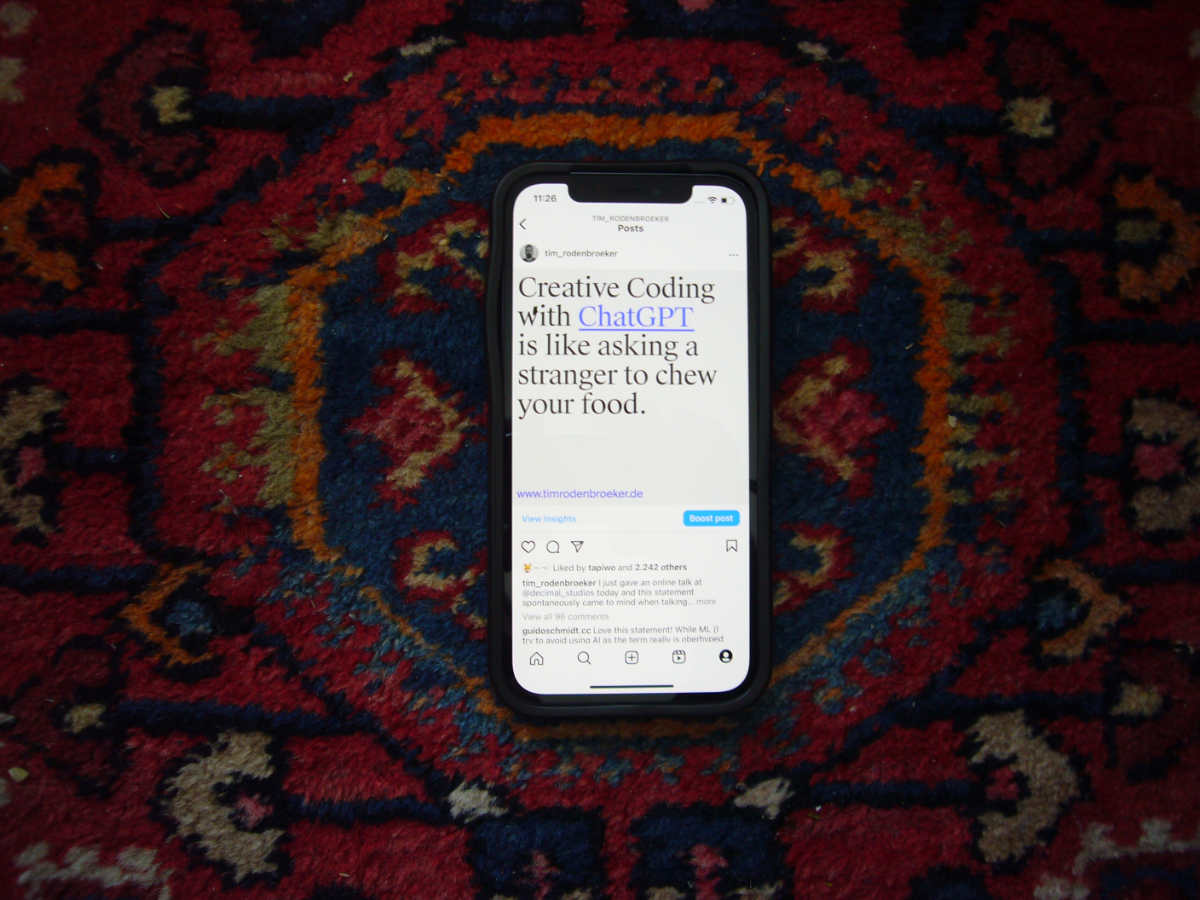 11:26
TIM_RODENBROEKER
Posts
tim_rodenbroeker
Creative Coding
with ChatGPT
is like asking a
stranger to chew
your food.
www.timrodenbroeker.de
View Insights
Boost post
Liked by tapiwo and 2.242 others
tim_rodenbroeker I just gave an online talk at
@decimal_studios today and this statement
spontaneously came to mind when talking... more
View all 96 comments
guidoschmidt.cc Love this statement! While ML (I
try to avoid using AI as the term really is oberhyped